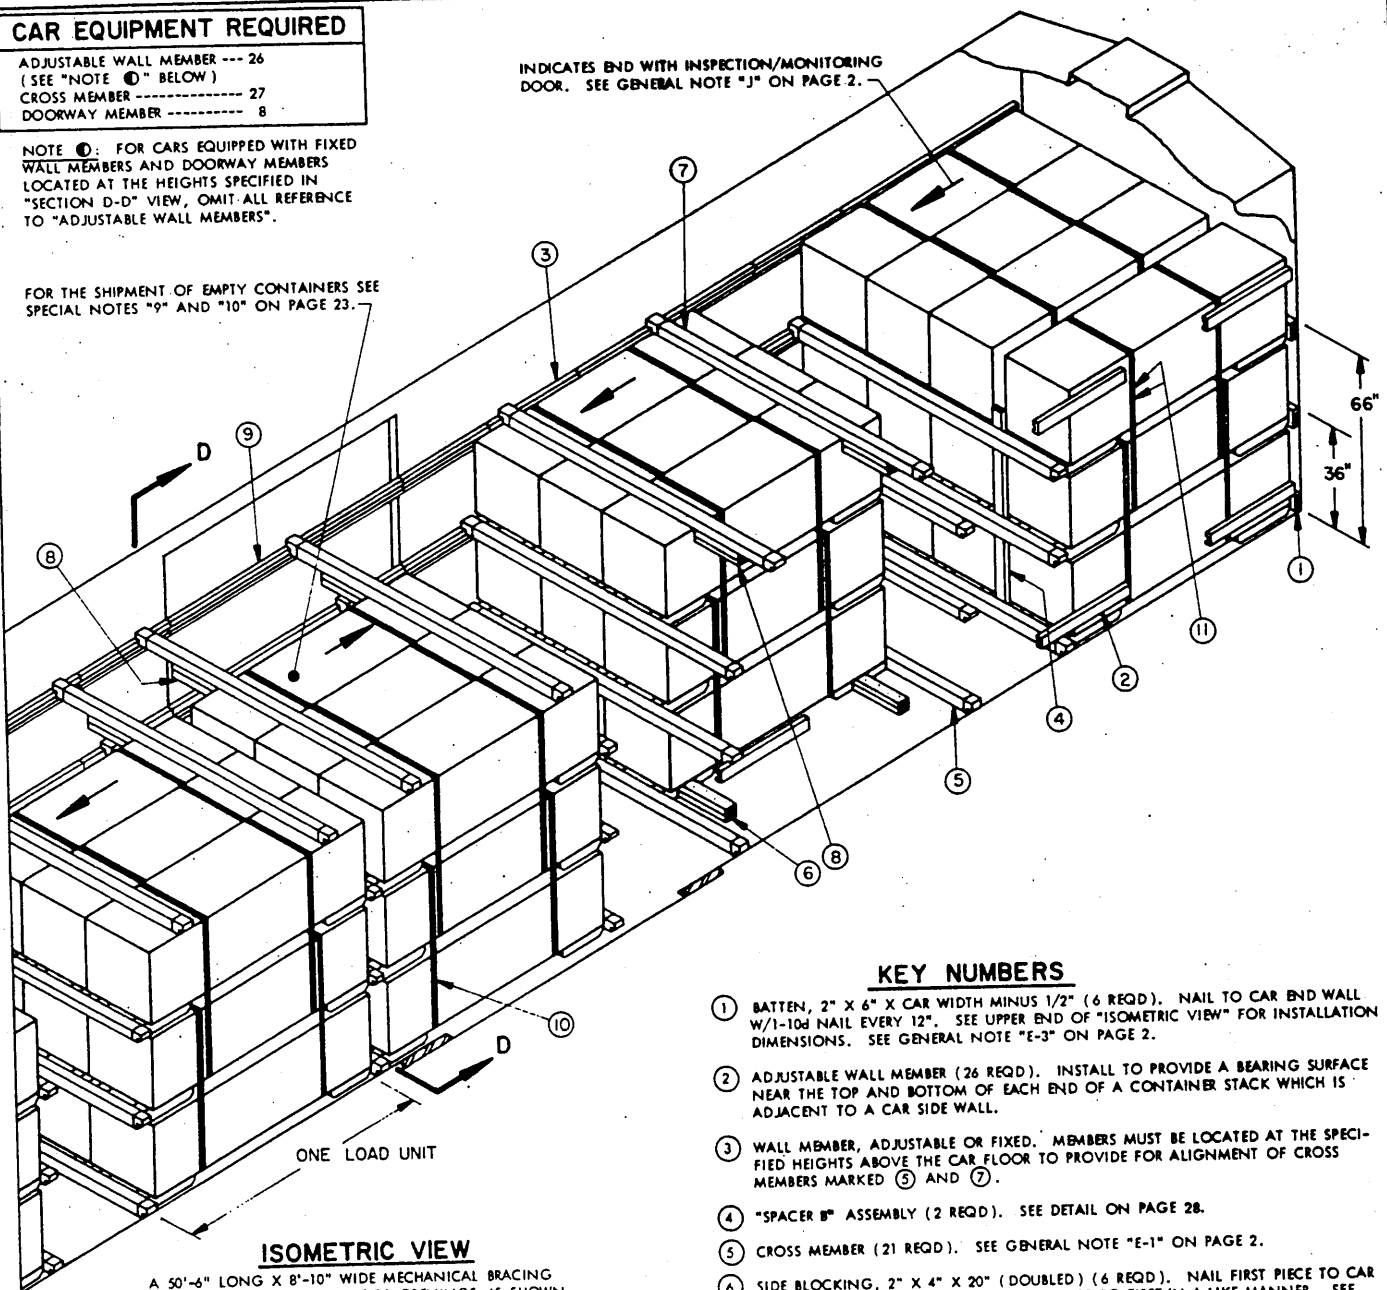 CAR EQUIPMENT REQUIRED
ADJUSTABLE WALL MEMBER --- 26
( SEE "NOTE ◐" BELOW )
CROSS MEMBER -------------- 27
DOORWAY MEMBER ---------- 8
NOTE ◐: FOR CARS EQUIPPED WITH FIXED
WALL MEMBERS AND DOORWAY MEMBERS
LOCATED AT THE HEIGHTS SPECIFIED IN
"SECTION D-D" VIEW, OMIT ALL REFERENCE
TO "ADJUSTABLE WALL MEMBERS".
INDICATES END WITH INSPECTION/MONITORING
DOOR. SEE GENERAL NOTE "J" ON PAGE 2.
FOR THE SHIPMENT OF EMPTY CONTAINERS SEE
SPECIAL NOTES "9" AND "10" ON PAGE 23.
7
3
9
D
8
66"
36"
1
11
2
4
5
8
6
10
D
ONE LOAD UNIT
ISOMETRIC VIEW
A 50'-6" LONG X 8'-10" WIDE MECHANICAL BRACING
KEY NUMBERS
① BATTEN, 2" X 6" X CAR WIDTH MINUS 1/2" (6 REQD). NAIL TO CAR END WALL
W/1-10d NAIL EVERY 12". SEE UPPER END OF "ISOMETRIC VIEW" FOR INSTALLATION
DIMENSIONS. SEE GENERAL NOTE "E-3" ON PAGE 2.
② ADJUSTABLE WALL MEMBER (26 REQD). INSTALL TO PROVIDE A BEARING SURFACE
NEAR THE TOP AND BOTTOM OF EACH END OF A CONTAINER STACK WHICH IS
ADJACENT TO A CAR SIDE WALL.
③ WALL MEMBER, ADJUSTABLE OR FIXED. MEMBERS MUST BE LOCATED AT THE SPECI-
FIED HEIGHTS ABOVE THE CAR FLOOR TO PROVIDE FOR ALIGNMENT OF CROSS
MEMBERS MARKED ⑤ AND ⑦.
④ "SPACER B" ASSEMBLY (2 REQD). SEE DETAIL ON PAGE 28.
⑤ CROSS MEMBER (21 REQD). SEE GENERAL NOTE "E-1" ON PAGE 2.
⑥ SIDE BLOCKING, 2" X 4" X 20" (DOUBLED) (6 REQD). NAIL FIRST PIECE TO CAR